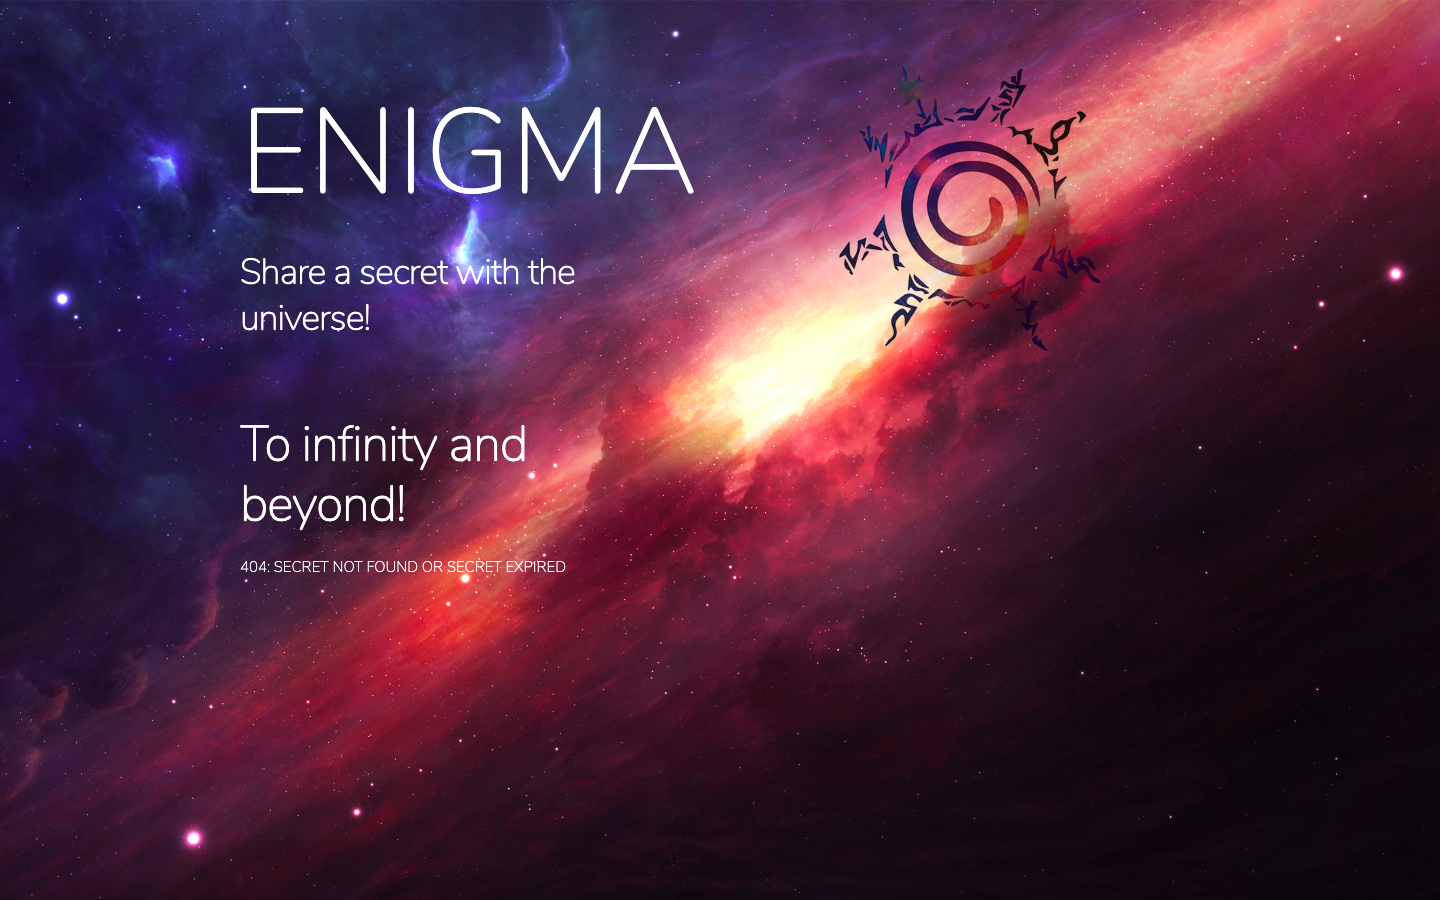 ENIGMA
Share a secret with the
universe!
To infinity and
beyond!
404: SECRET NOT FOUND OR SECRET EXPIRED